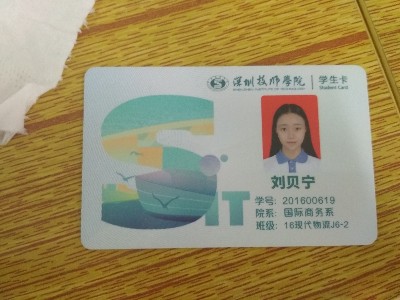 深圳技师学院 学生卡
Student Card
SIT
刘贝宁
学号: 201600619
院系: 国际商务系
班级: 16现代物流J6-2